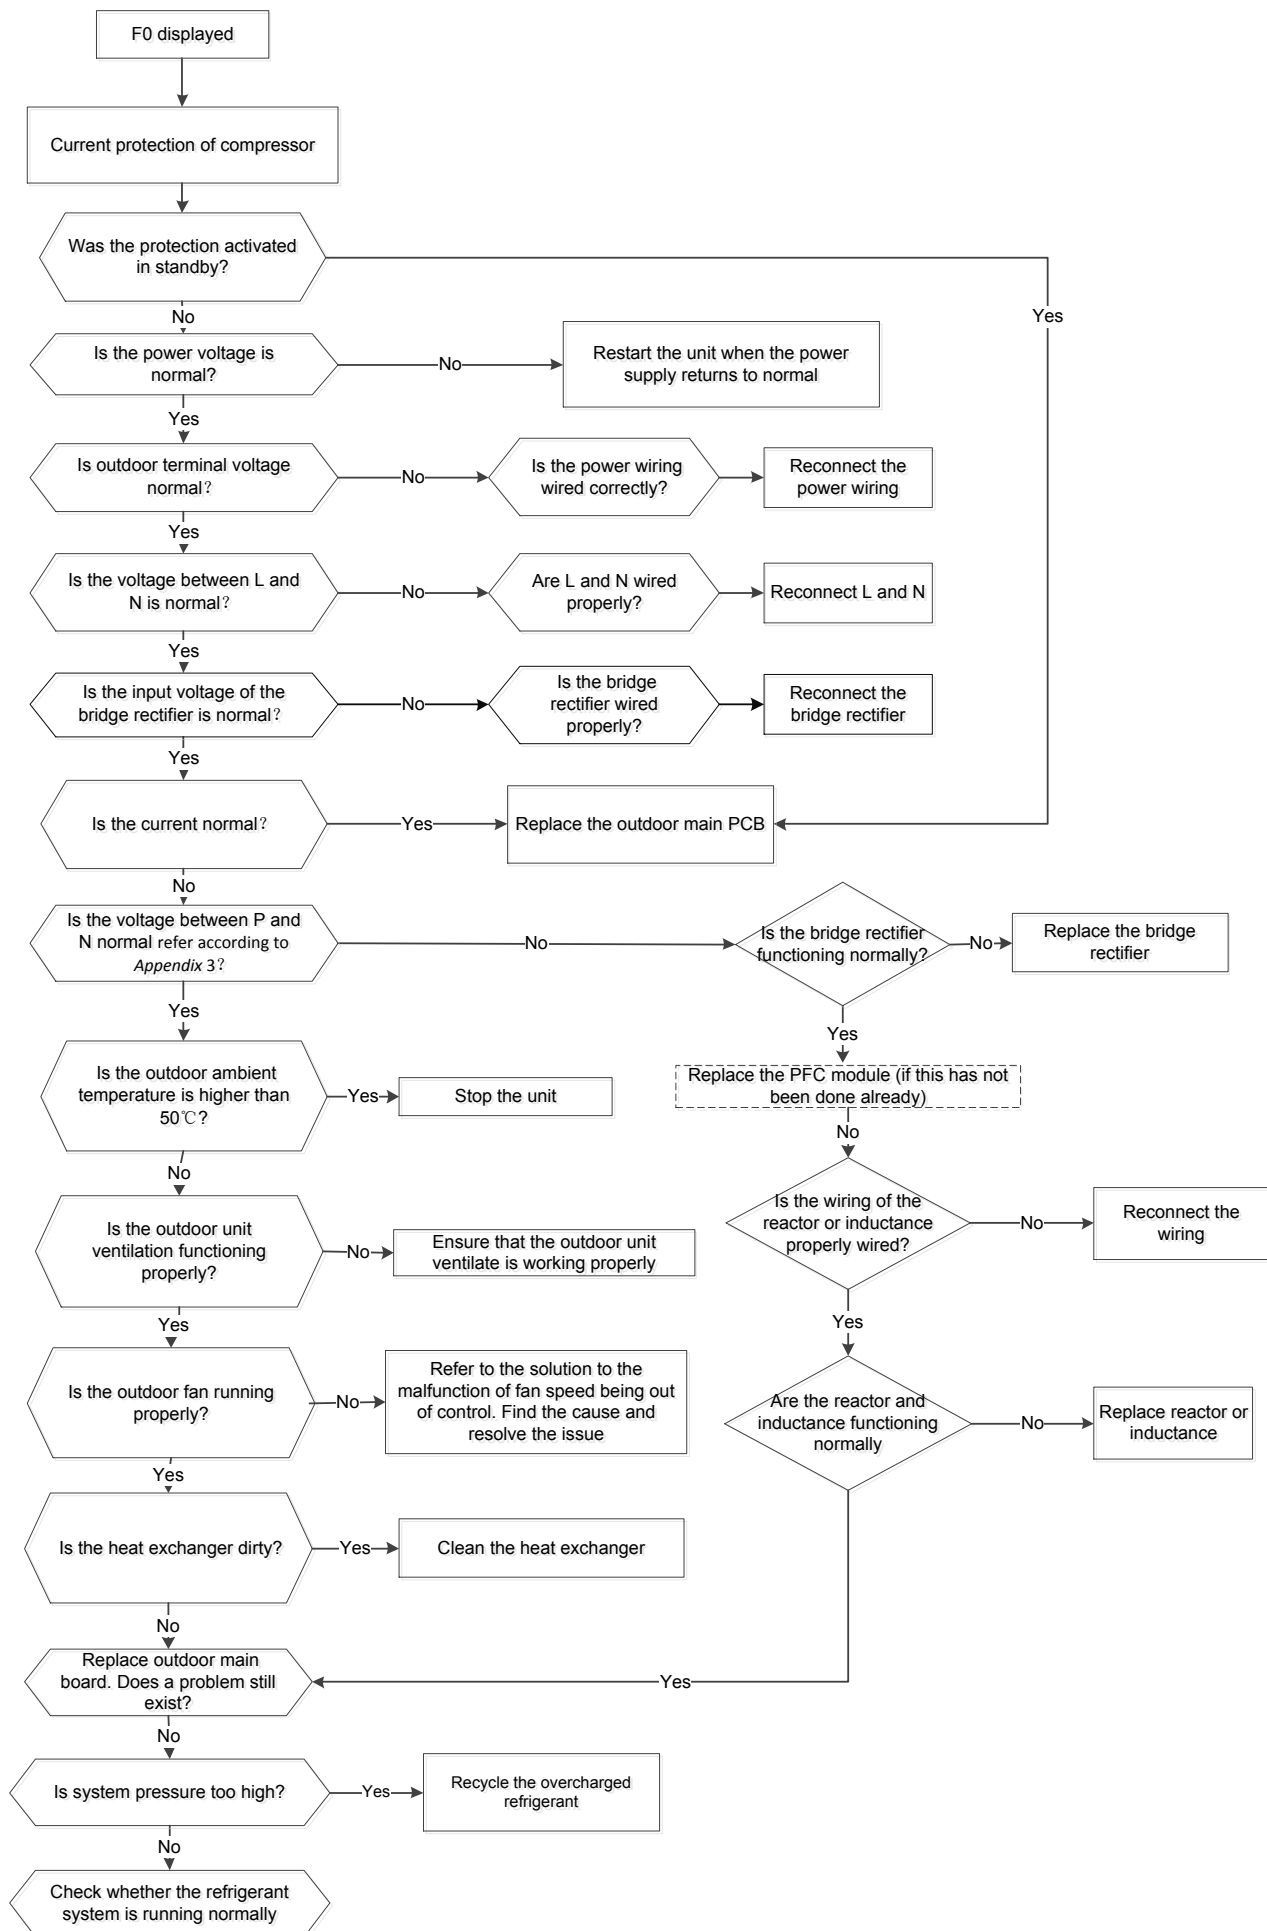 F0 displayed
Current protection of compressor
Was the protection activated
in standby?
Yes
No
Is the power voltage is
normal?
No
Restart the unit when the power
supply returns to normal
Yes
Is outdoor terminal voltage
normal?
No
Is the power wiring
wired correctly?
Reconnect the
power wiring
Yes
Is the voltage between L and
N is normal?
No
Are L and N wired
properly?
Reconnect L and N
Yes
Is the input voltage of the
bridge rectifier is normal?
No
Is the bridge
rectifier wired
properly?
Reconnect the
bridge rectifier
Yes
Is the current normal?
Yes
Replace the outdoor main PCB
No
Is the voltage between P and
N normal refer according to
Appendix 3?
No
Is the bridge rectifier
functioning normally?
No
Replace the bridge
rectifier
Yes
Yes
Is the outdoor ambient
temperature is higher than
50℃?
Yes
Stop the unit
Replace the PFC module (if this has not
been done already)
No
No
Is the wiring of the
reactor or inductance
properly wired?
No
Reconnect the
wiring
Is the outdoor unit
ventilation functioning
properly?
No
Ensure that the outdoor unit
ventilate is working properly
Yes
Yes
Is the outdoor fan running
properly?
No
Refer to the solution to the
malfunction of fan speed being out
of control. Find the cause and
resolve the issue
Are the reactor and
inductance functioning
normally
No
Replace reactor or
inductance
Yes
Is the heat exchanger dirty?
Yes
Clean the heat exchanger
No
Replace outdoor main
board. Does a problem still
exist?
Yes
No
Is system pressure too high?
Yes
Recycle the overcharged
refrigerant
No
Check whether the refrigerant
system is running normally